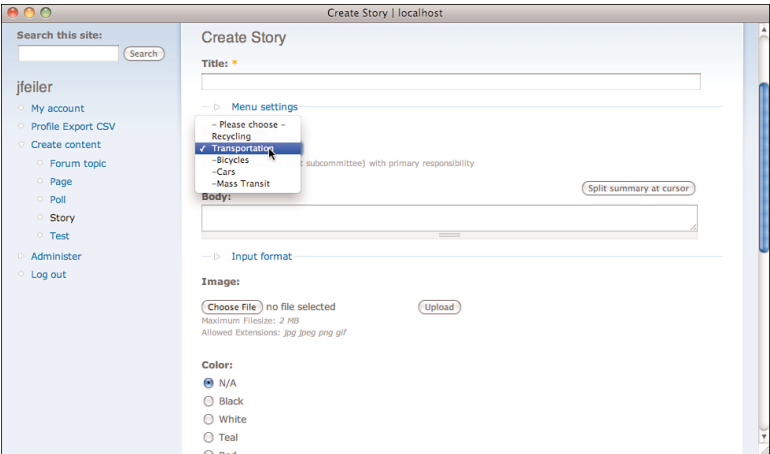 Create Story | localhost
Search this site:
Search
jfeiler
My account
Profile Export CSV
Create content
Forum topic
Page
Poll
Story
Test
Administer
Log out
Create Story
Title: *
Menu settings
– Please choose –
Recycling
✓ Transportation
–Bicycles
–Cars
–Mass Transit
subcommittee) with primary responsibility
Split summary at cursor
Body:
Input format
Image:
Choose File no file selected
Upload
Maximum Filesize: 2 MB
Allowed Extensions: jpg jpeg png gif
Color:
N/A
Black
White
Teal